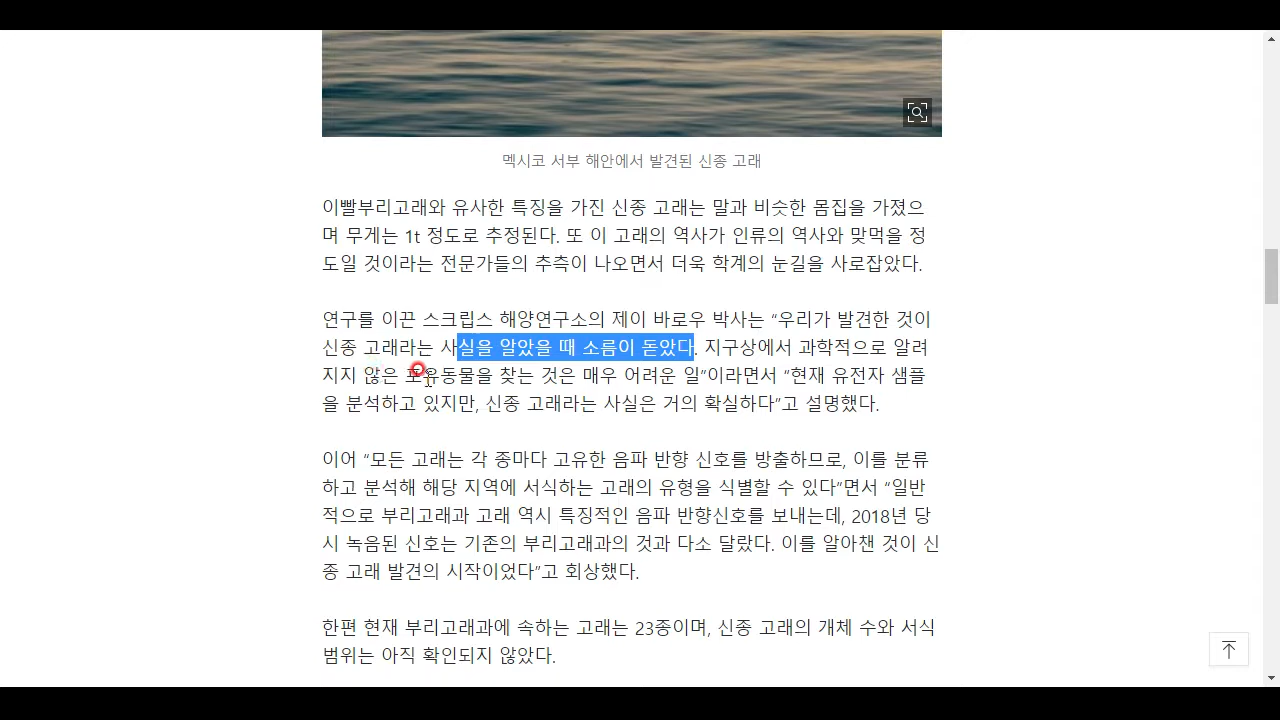 멕시코 서부 해안에서 발견된 신종 고래
이빨부리고래와 유사한 특징을 가진 신종 고래는 말과 비슷한 몸집을 가졌으
며 무게는 1t 정도로 추정된다. 또 이 고래의 역사가 인류의 역사와 맞먹을 정
도일 것이라는 전문가들의 추측이 나오면서 더욱 학계의 눈길을 사로잡았다.
연구를 이끈 스크립스 해양연구소의 제이 바로우 박사는 “우리가 발견한 것이
신종 고래라는 사실을 알았을 때 소름이 돋았다. 지구상에서 과학적으로 알려
지지 않은 포유동물을 찾는 것은 매우 어려운 일”이라면서 “현재 유전자 샘플
을 분석하고 있지만, 신종 고래라는 사실은 거의 확실하다”고 설명했다.
이어 “모든 고래는 각 종마다 고유한 음파 반향 신호를 방출하므로, 이를 분류
하고 분석해 해당 지역에 서식하는 고래의 유형을 식별할 수 있다”면서 “일반
적으로 부리고래과 고래 역시 특징적인 음파 반향신호를 보내는데, 2018년 당
시 녹음된 신호는 기존의 부리고래과의 것과 다소 달랐다. 이를 알아챈 것이 신
종 고래 발견의 시작이었다”고 회상했다.
한편 현재 부리고래과에 속하는 고래는 23종이며, 신종 고래의 개체 수와 서식
범위는 아직 확인되지 않았다.